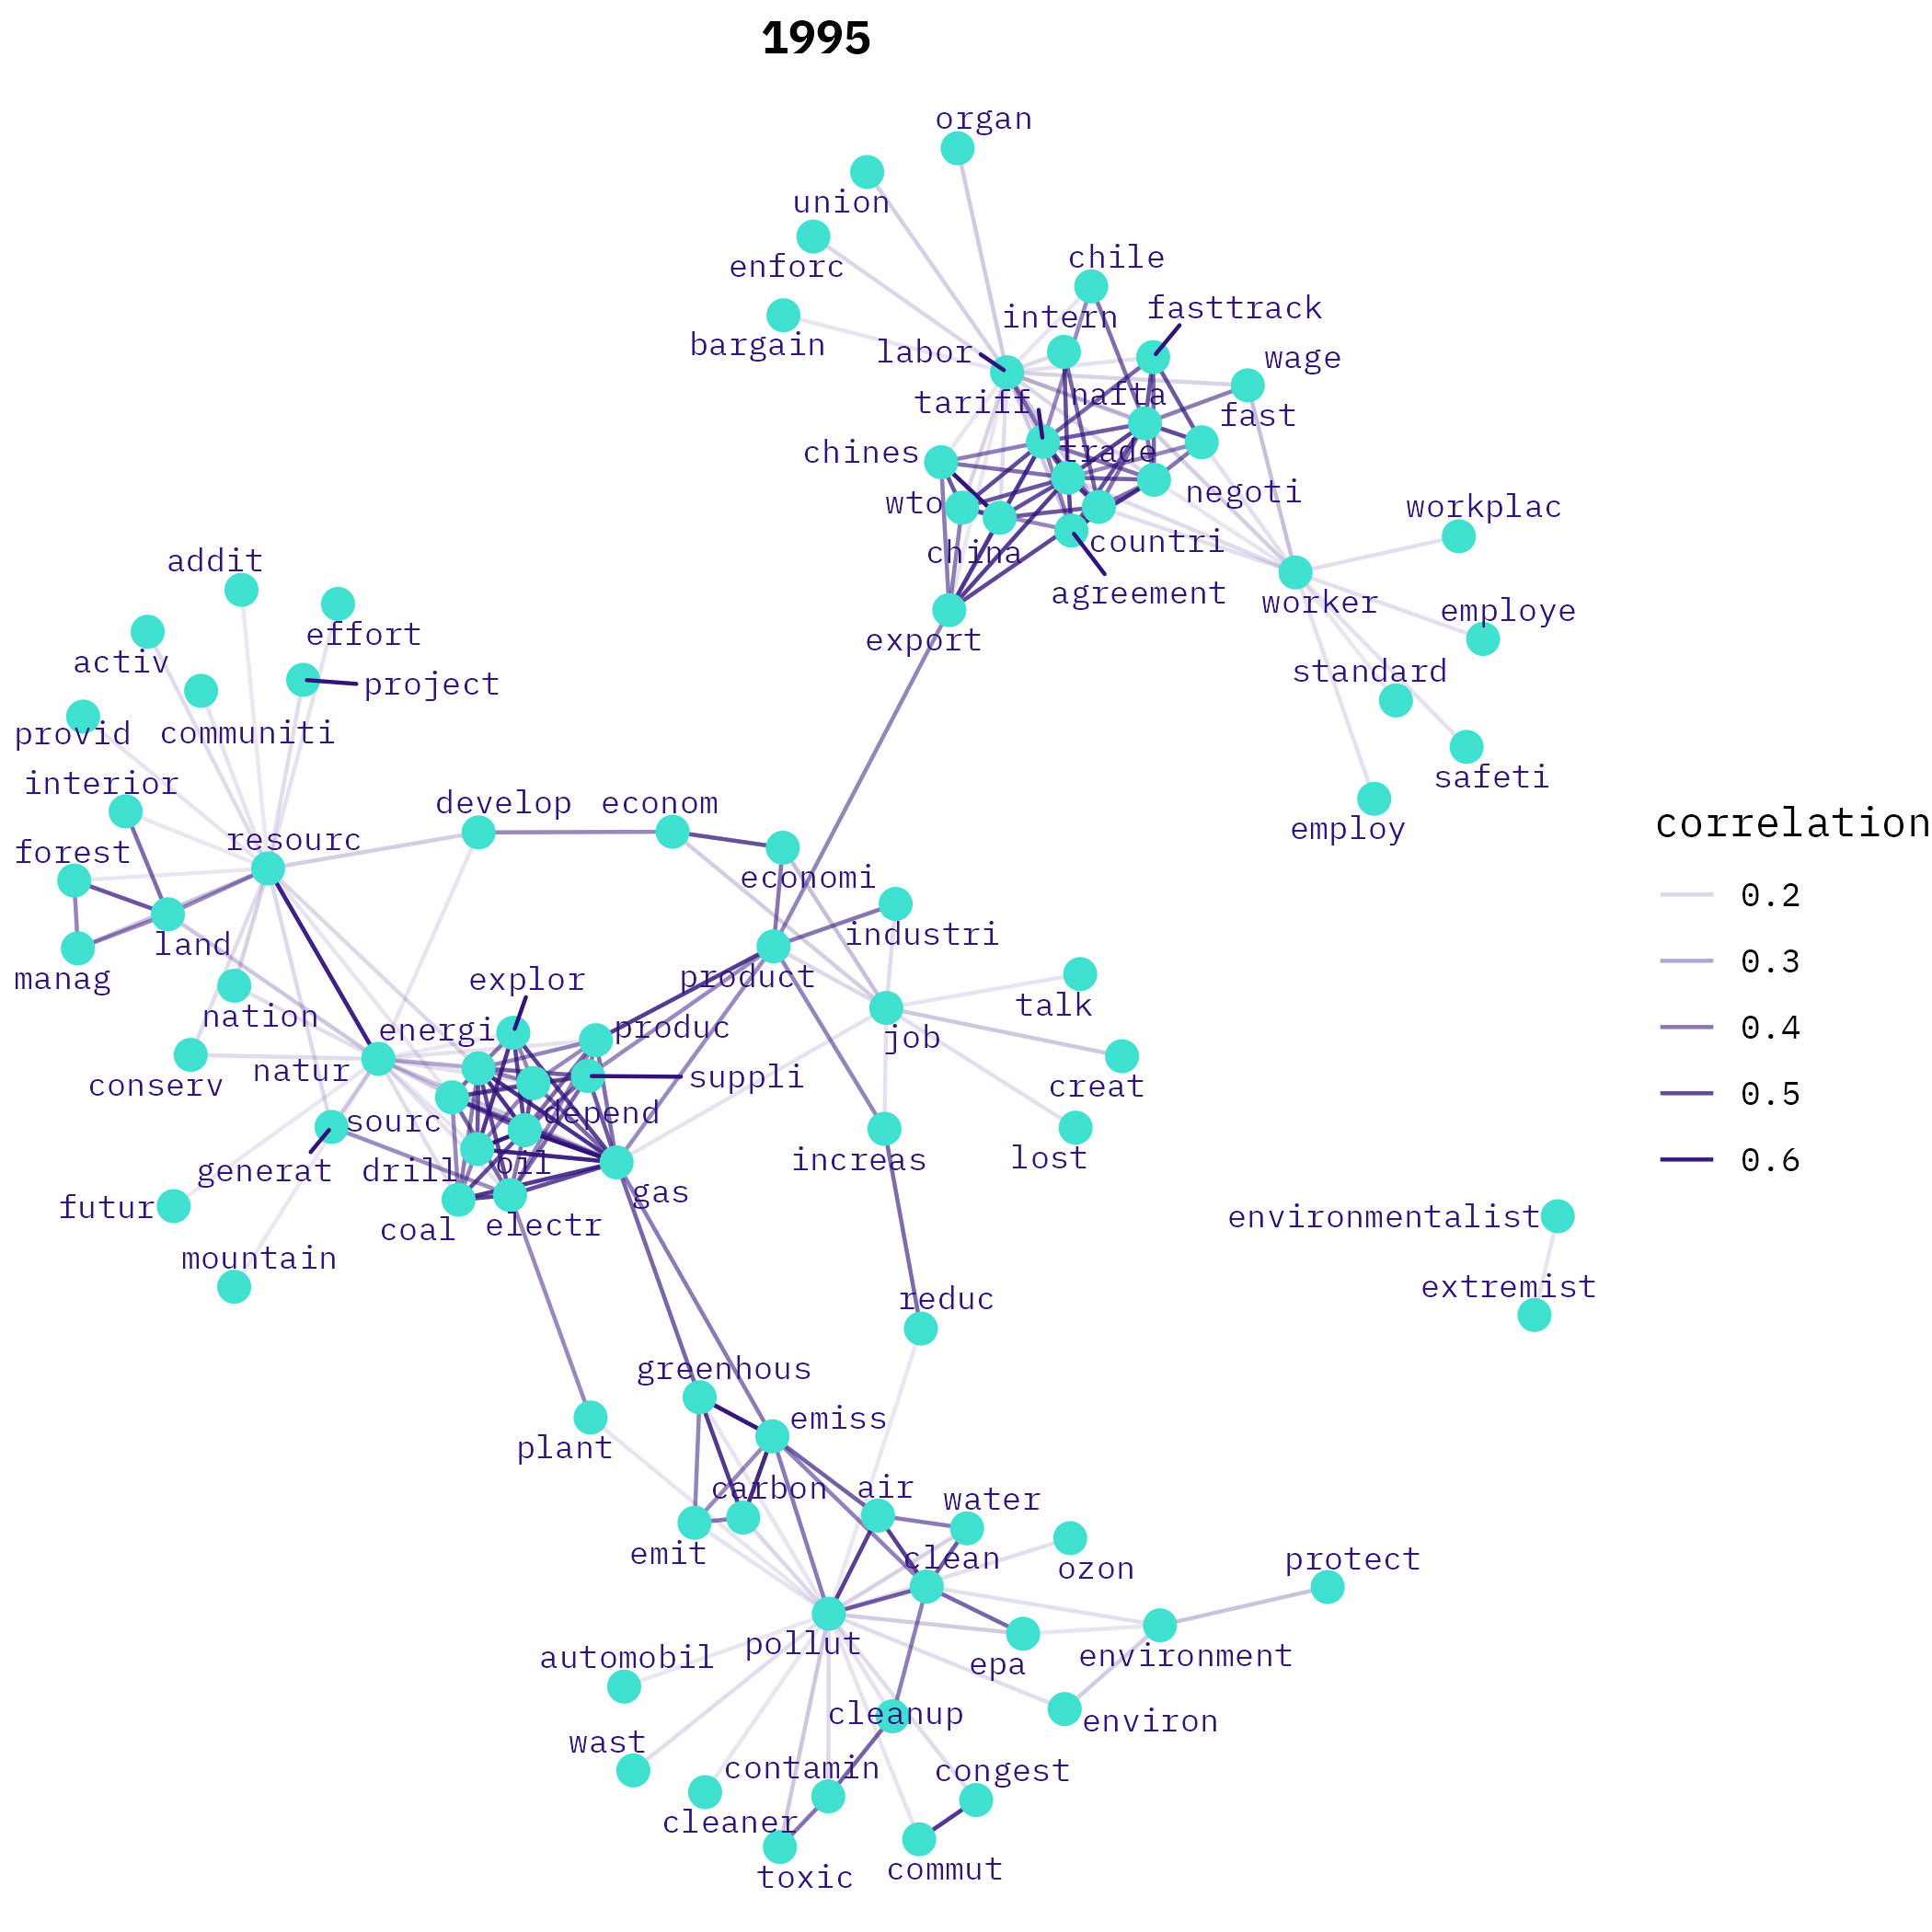 1995
organ
union
enforc
chile
fasttrack
intern
bargain
labor
wage
nafta
tariff
fast
chines
trade
wto
negoti
workplac
china
countri
agreement
worker
employe
export
standard
safeti
employ
addit
effort
activ
project
provid
communiti
interior
develop
econom
resourc
forest
economi
industri
land
manag
product
explor
nation
energi
produc
talk
job
natur
suppli
conserv
creat
depend
sourc
lost
increas
generat
drill
oil
gas
futur
coal
electr
mountain
environmentalist
extremist
reduc
greenhous
emiss
plant
carbon
air
water
emit
clean
ozon
protect
pollut
automobil
epa
environment
cleanup
environ
wast
contamin
congest
cleaner
toxic
commut
correlation
0.2
0.3
0.4
0.5
0.6